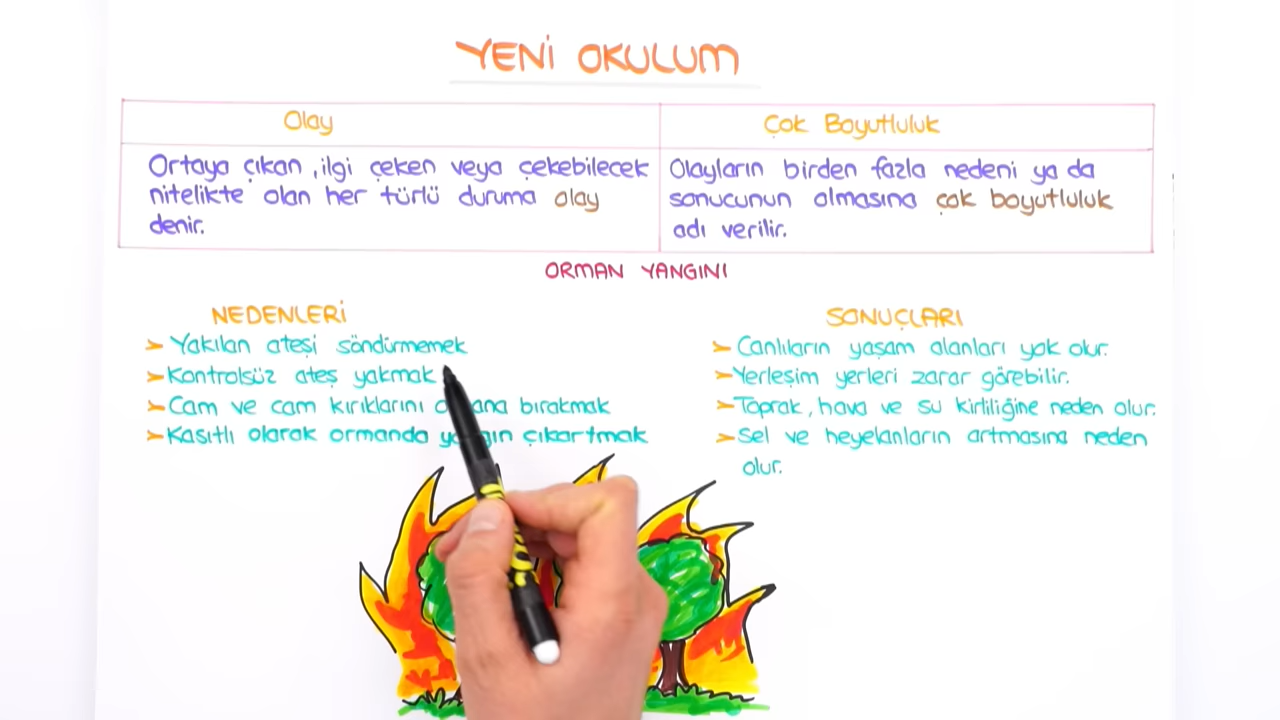 YENİ OKULUM
Olay
Ortaya çıkan, ilgi çeken veya çekebilecek
nitelikte olan her türlü duruma olay
denir.
Çok Boyutluluk
Olayların birden fazla nedeni ya da
sonucunun olmasına çok boyutluluk
adı verilir.
ORMAN YANGINI
NEDENLERİ
➤ Yakılan ateşi söndürmemek
➤ Kontrolsüz ateş yakmak
➤ Cam ve cam kırıklarını bırakmak
➤ Kasıtlı olarak ormanda çıkartmak
SONUÇLARI
➤ Canlıların yaşam alanları yok olur.
➤ Yerleşim yerleri zarar görebilir.
➤ Toprak, hava ve su kirliliğine neden olur.
➤ Sel ve heyelanların artmasına neden
olur.